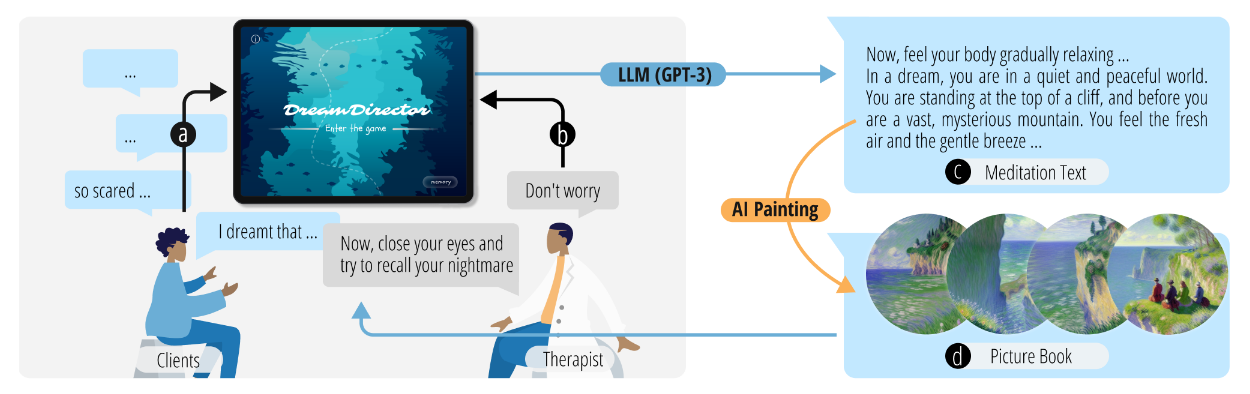 ...
...
so scared ...
I dreamt that ...
a
DreamDirector
Enter the game
memory
b
Don't worry
Now, close your eyes and
try to recall your nightmare
Clients
Therapist
LLM (GPT-3)
Now, feel your body gradually relaxing ...
In a dream, you are in a quiet and peaceful world.
You are standing at the top of a cliff, and before you
are a vast, mysterious mountain. You feel the fresh
air and the gentle breeze ...
c Meditation Text
AI Painting
d Picture Book